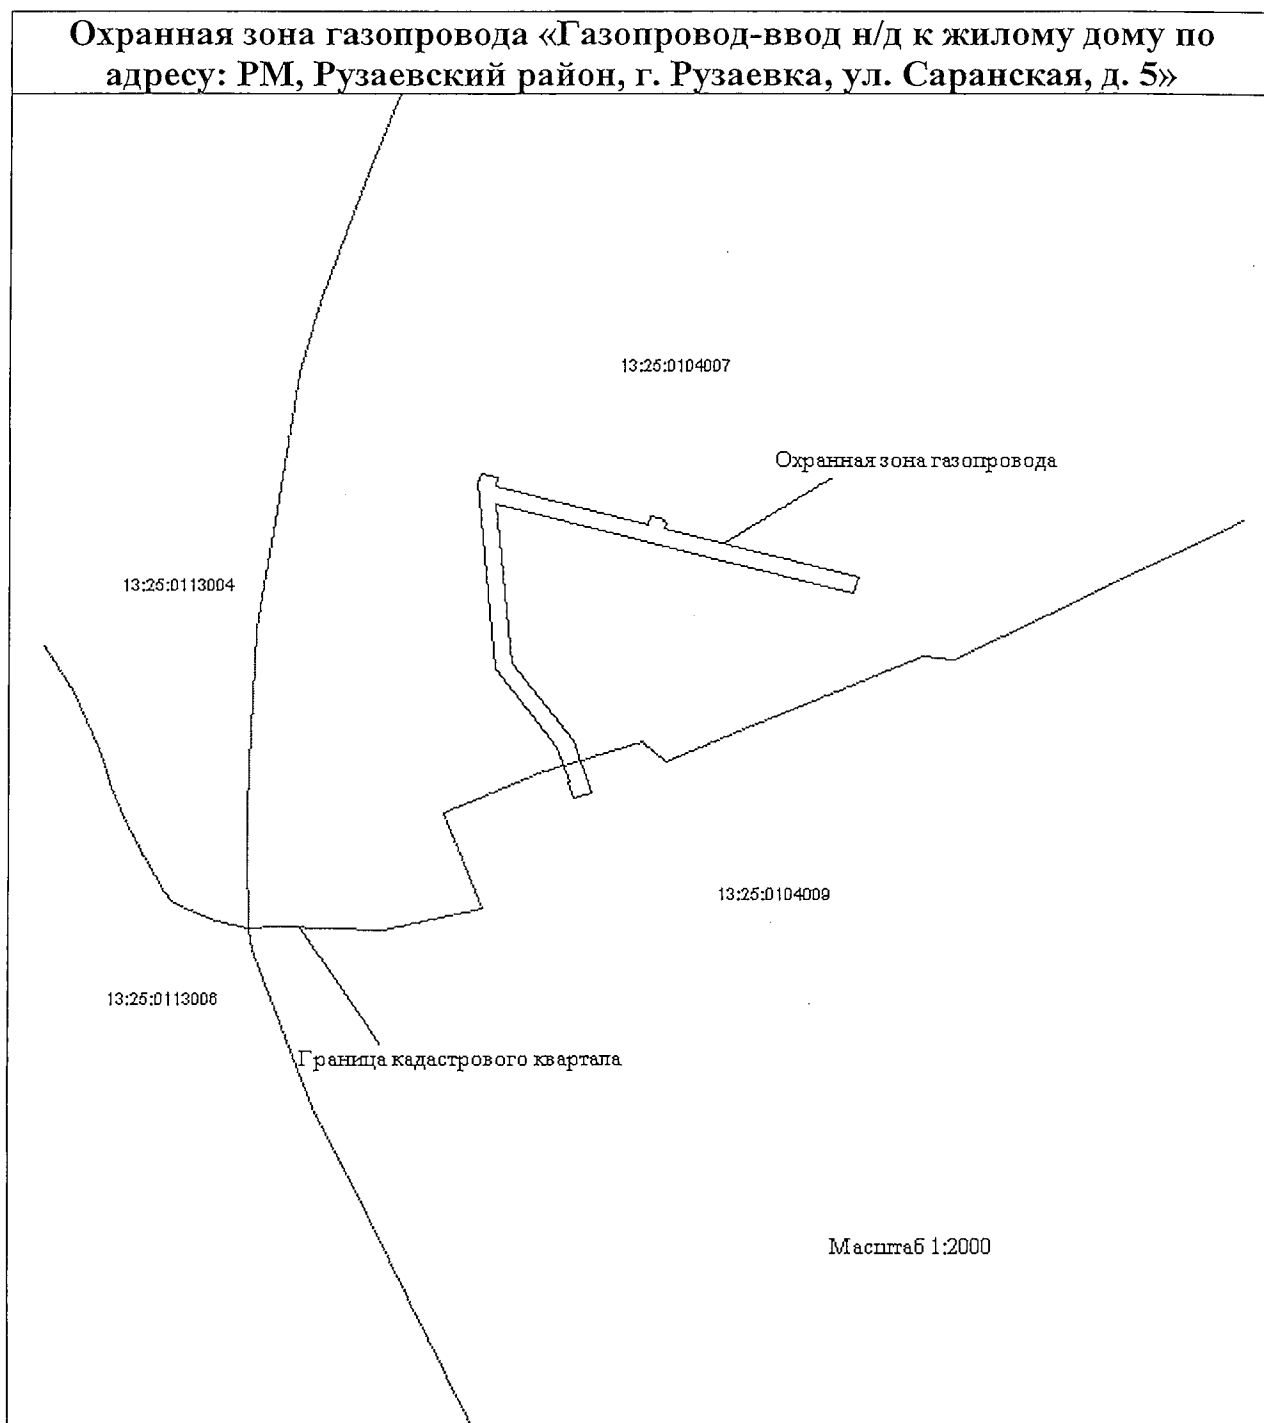 Охранная зона газопровода «Газопровод-ввод н/д к жилому дому по
адресу: РМ, Рузаевский район, г. Рузаевка, ул. Саранская, д. 5»
13:25:0104007
Охранная зона газопровода
13:25:0113004
13:25:0104009
13:25:0113006
Граница кадастрового квартала
Масштаб 1:2000